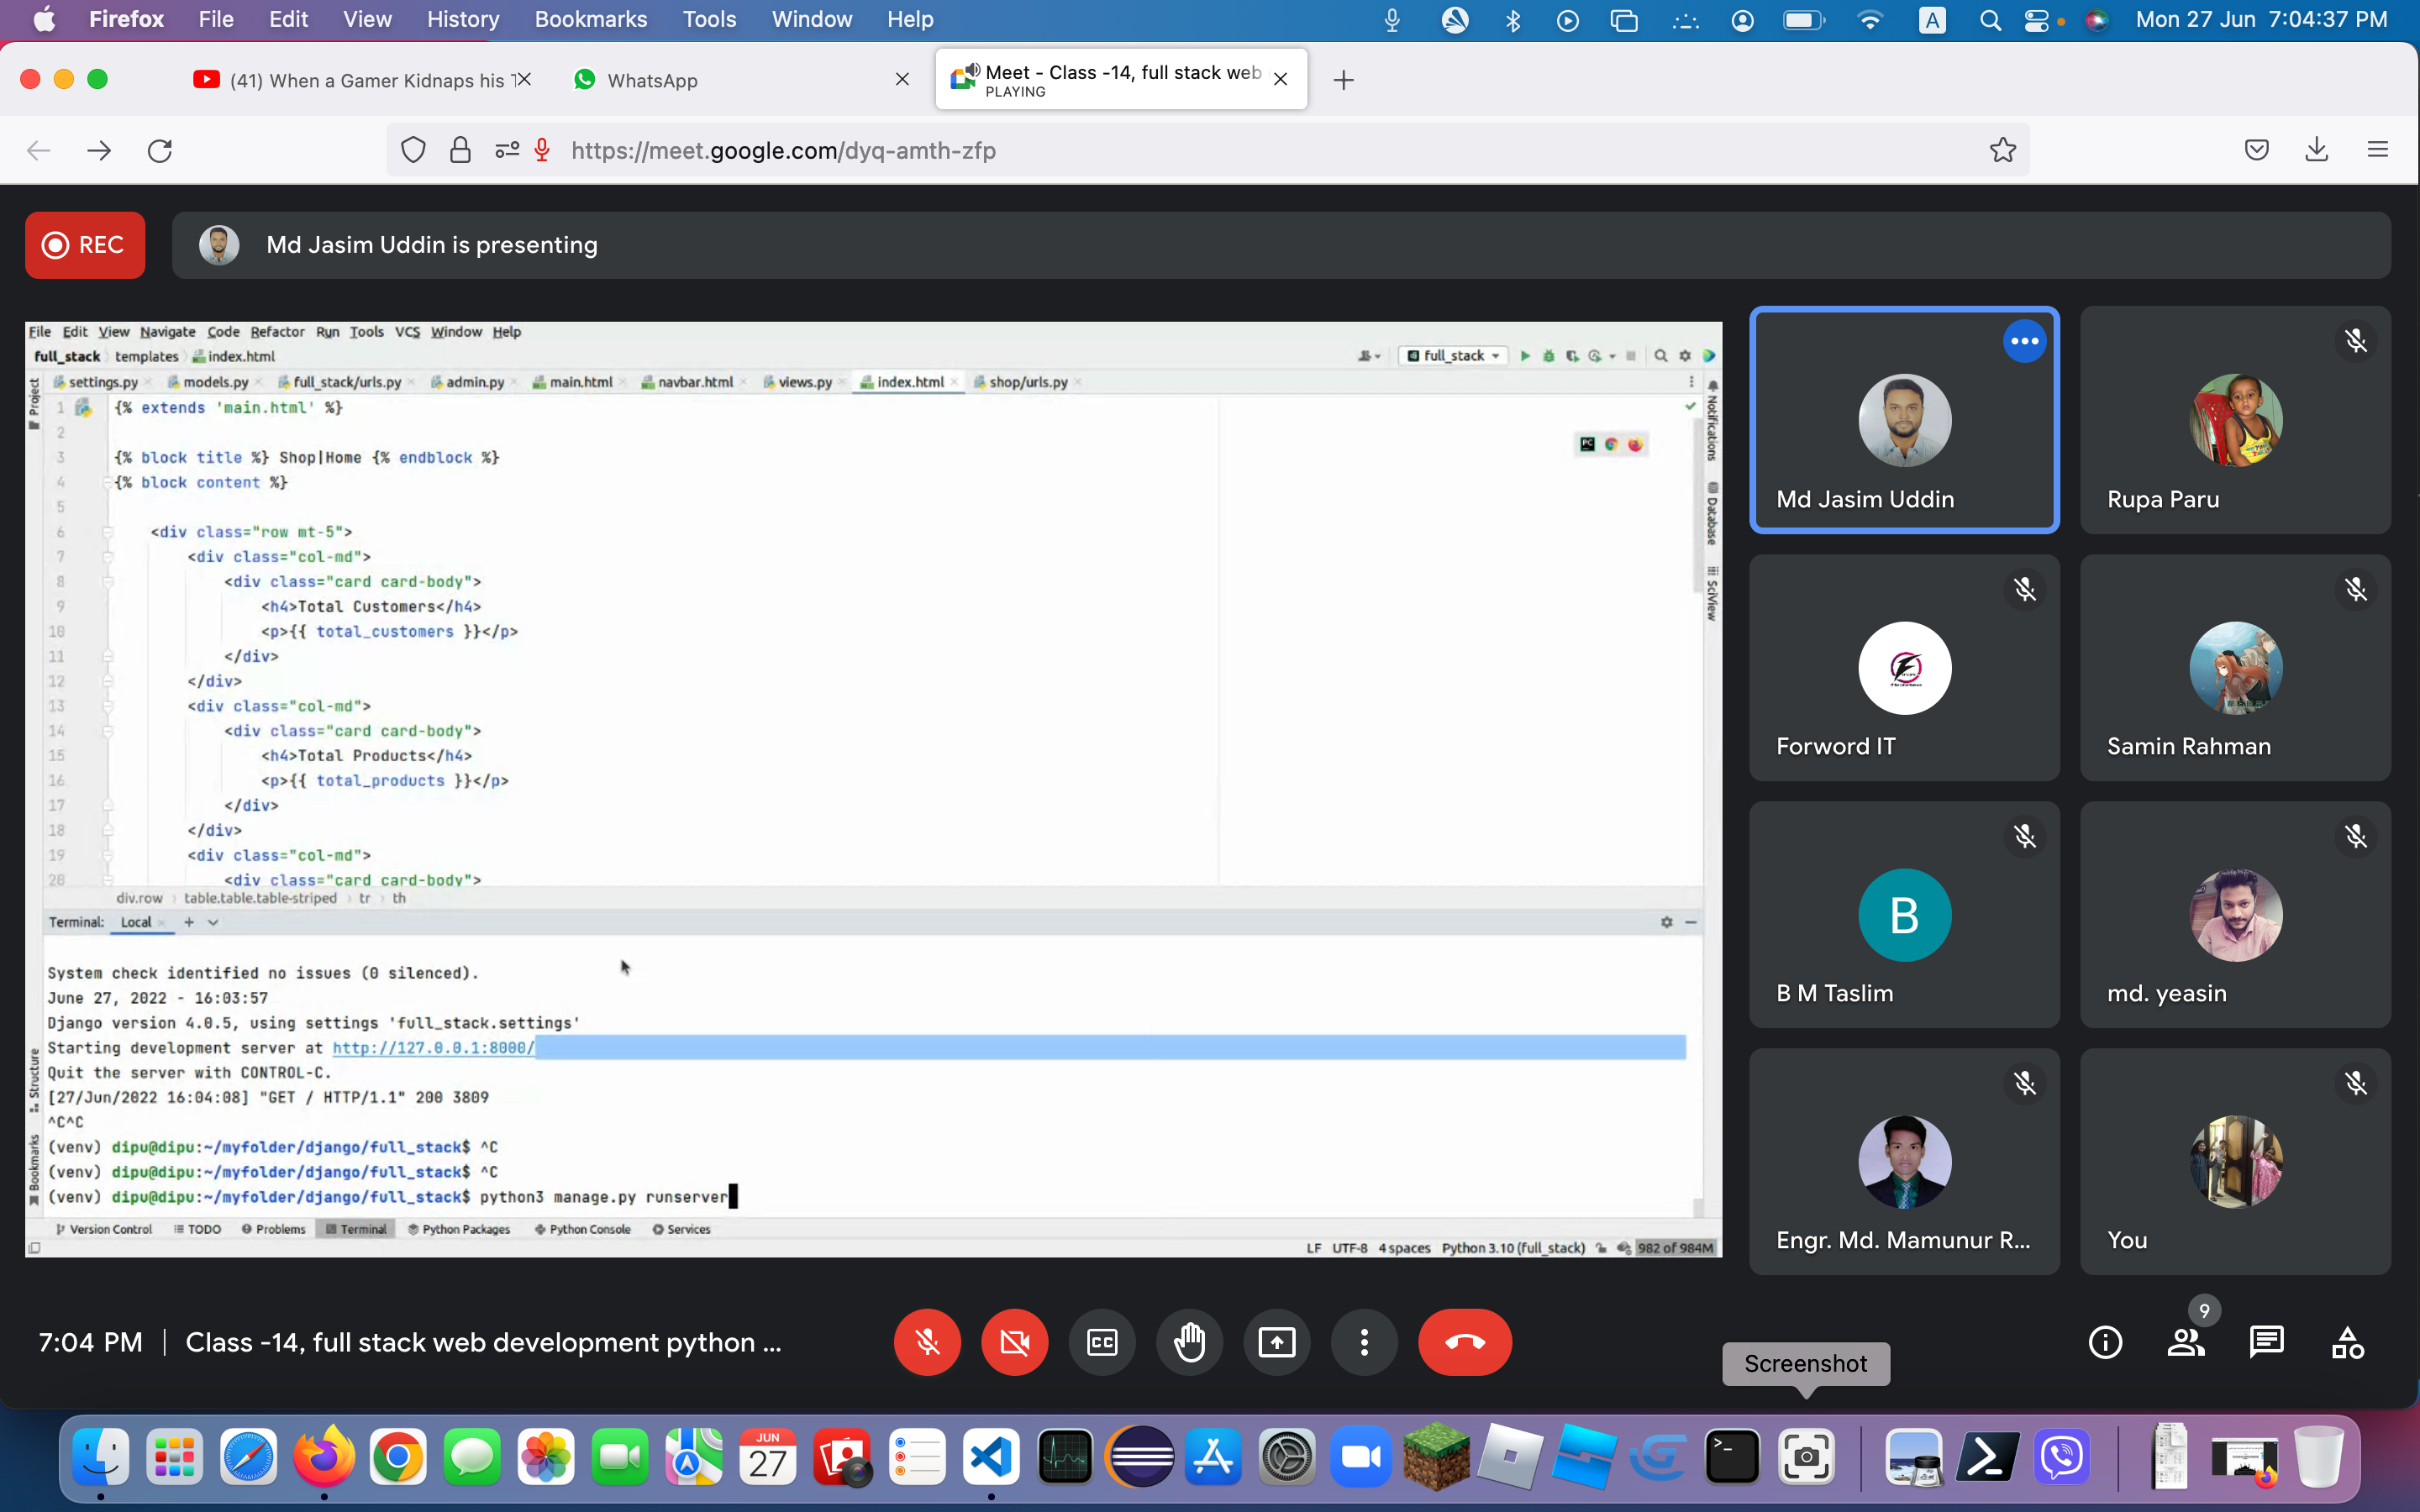 Firefox File Edit View History Bookmarks Tools Window Help
A
Mon 27 Jun 7:04:37 PM
(41) When a Gamer Kidnaps his
WhatsApp
Meet - Class -14, full stack web
PLAYING
https://meet.google.com/dyq-amth-zfp
REC
Md Jasim Uddin is presenting
File Edit View Navigate Code Refactor Run Tools VCS Window Help
full_stack templates index.html
full_stack
settings.py models.py full_stack/urls.py admin.py main.html navbar.html views.py index.html shop/urls.py
Project
Notifications
Database
SciView
Structure
Bookmarks
1 {% extends 'main.html' %}
2
3 {% block title %} Shop|Home {% endblock %}
4 {% block content %}
5
6 <div class="row mt-5">
7 <div class="col-md">
8 <div class="card card-body">
9 <h4>Total Customers</h4>
10 <p>{{ total_customers }}</p>
11 </div>
12 </div>
13 <div class="col-md">
14 <div class="card card-body">
15 <h4>Total Products</h4>
16 <p>{{ total_products }}</p>
17 </div>
18 </div>
19 <div class="col-md">
20 <div class="card card-body">
div.row table.table.table-striped tr th
Terminal: Local
System check identified no issues (0 silenced).
June 27, 2022 - 16:03:57
Django version 4.0.5, using settings 'full_stack.settings'
Starting development server at http://127.0.0.1:8000/
Quit the server with CONTROL-C.
[27/Jun/2022 16:04:08] "GET / HTTP/1.1" 200 3809
^C^C
(venv) dipu@dipu:~/myfolder/django/full_stack$ ^C
(venv) dipu@dipu:~/myfolder/django/full_stack$ ^C
(venv) dipu@dipu:~/myfolder/django/full_stack$ python3 manage.py runserver
Version Control TODO Problems Terminal Python Packages Python Console Services
LF UTF-8 4 spaces Python 3.10 (full_stack) 982 of 984M
Md Jasim Uddin
Rupa Paru
Forword IT
Samin Rahman
B
B M Taslim
md. yeasin
Engr. Md. Mamunur R...
You
7:04 PM | Class -14, full stack web development python ...
CC
9
Screenshot
JUN
27